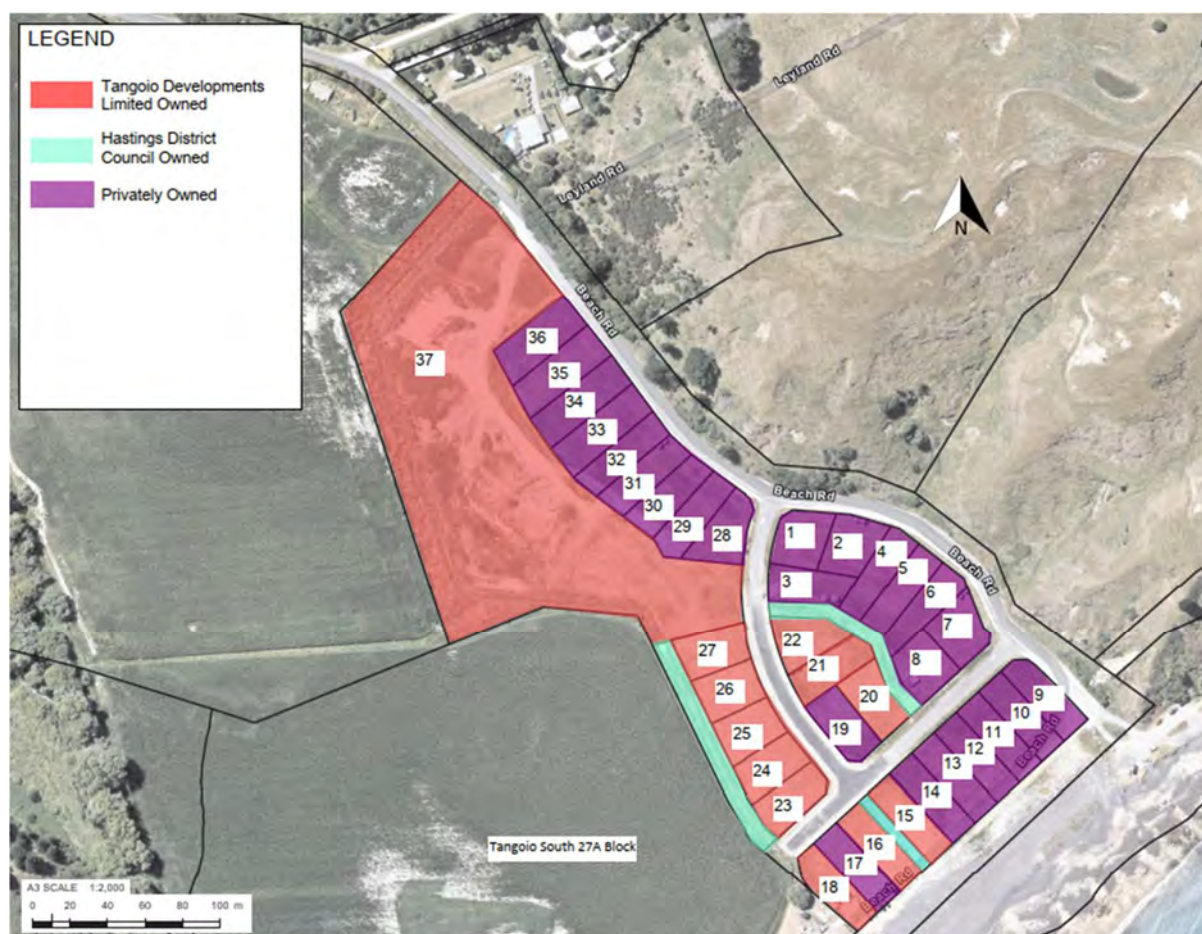 LEGEND
Tangoio Developments
Limited Owned
Hastings District
Council Owned
Privately Owned
Leyland Rd
Leyland Rd
N
Beach Rd
36
37
35
34
33
32
31
30
29
28
Beach Rd
1
2
4
5
6
7
3
8
Beach Rd
22
21
20
19
27
26
25
24
23
9
10
11
12
13
14
15
16
17
18
Beach Rd
Beach Rd
Tangoio South 27A Block
A3 SCALE 1:2,000
0 20 40 60 80 100 m